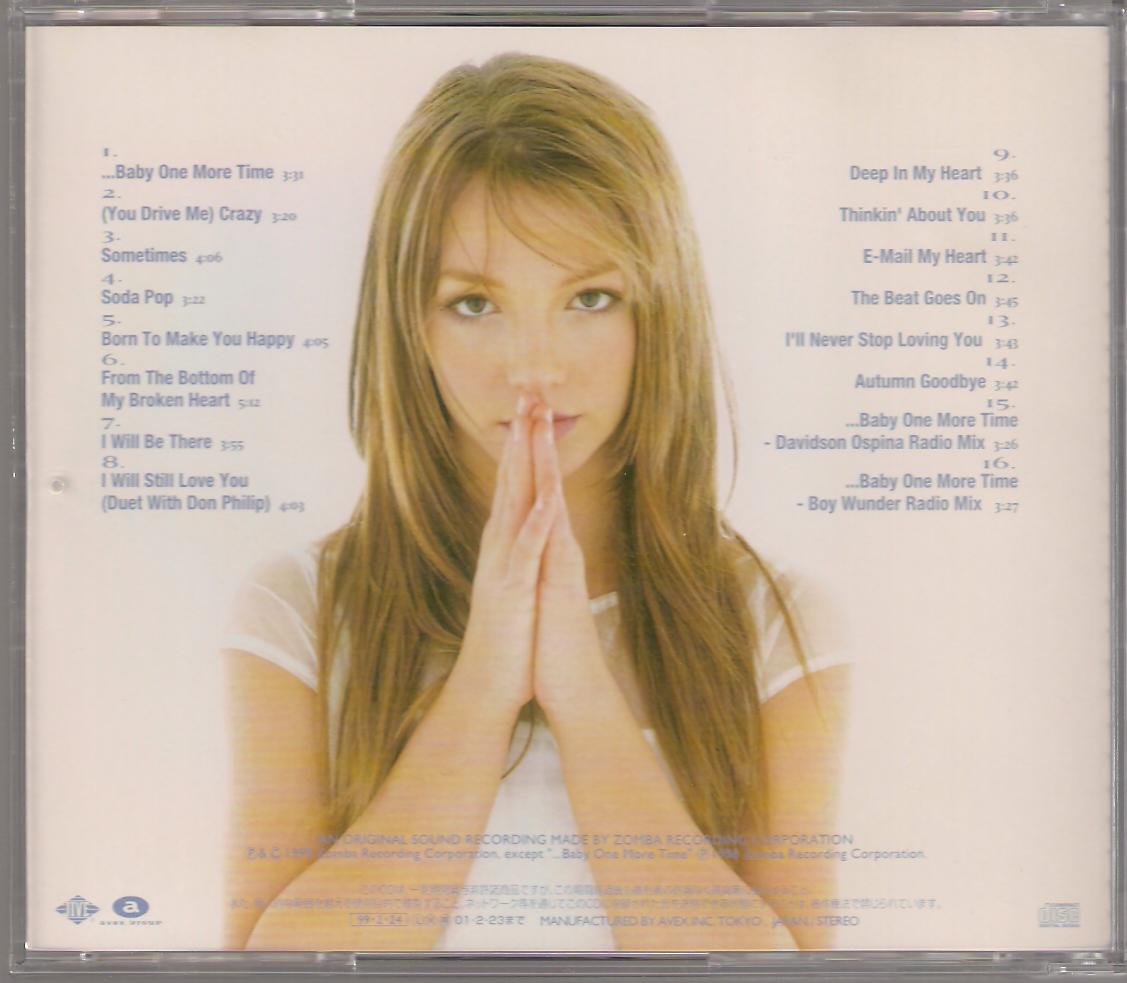 1.
...Baby One More Time 3:31
2.
(You Drive Me) Crazy 3:20
3.
Sometimes 4:06
4.
Soda Pop 3:22
5.
Born To Make You Happy 4:05
6.
From The Bottom Of
My Broken Heart 5:12
7.
I Will Be There 3:55
8.
I Will Still Love You
(Duet With Don Philip) 4:03
9.
Deep In My Heart 3:36
10.
Thinkin' About You 3:36
11.
E-Mail My Heart 3:42
12.
The Beat Goes On 3:45
13.
I'll Never Stop Loving You 3:43
14.
Autumn Goodbye 3:42
15.
...Baby One More Time
- Davidson Ospina Radio Mix 3:26
16.
...Baby One More Time
- Boy Wunder Radio Mix 3:27
AN ORIGINAL SOUND RECORDING MADE BY ZOMBA RECORDING CORPORATION
Ⓟ & © Zomba Recording Corporation, except "...Baby One More Time" Ⓟ 1998 Zomba Recording Corporation.
JIVE
a
AVEX GROUP
99・2・24 01・2・23まで MANUFACTURED BY AVEX INC. TOKYO, JAPAN / STEREO
COMPACT
DISC
DIGITAL AUDIO